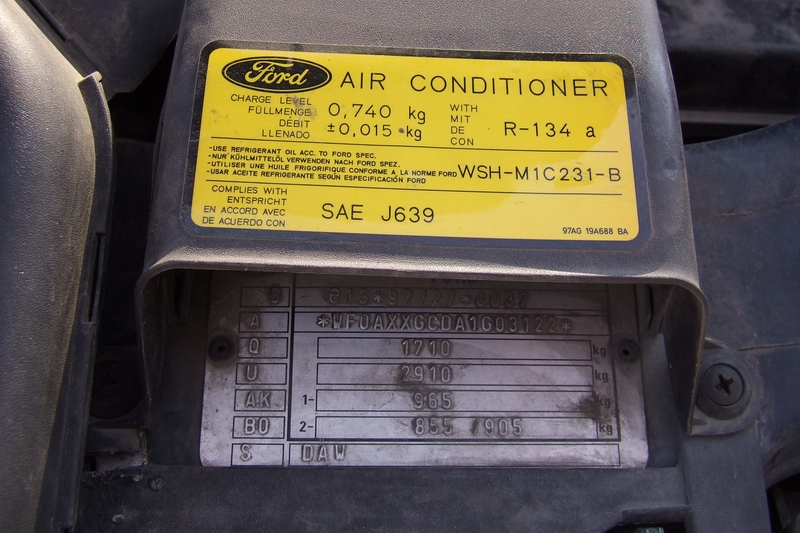 Ford AIR CONDITIONER
CHARGE LEVEL
FÜLLMENGE
DÉBIT
LLENADO
0,740 kg
±0,015 kg
WITH
MIT
DE
CON
R-134 a
-USE REFRIGERANT OIL ACC. TO FORD SPEC.
-NUR KÜHLMITTELÖL VERWENDEN NACH FORD SPEZ.
-UTILISER UNE HUILE FRIGORIFIQUE CONFORME A LA NORME FORD
-USAR ACEITE REFRIGERANTE SEGÚN ESPECIFICACIÓN FORD
WSH-M1C231-B
COMPLIES WITH
ENTSPRICHT
EN ACCORD AVEC
DE ACUERDO CON
SAE J639
97AG 19A688 BA
A *WF0AXXGCDA1G03122*
Q 1710 kg
U 2910 kg
AK 1- 965 kg
BO 2- 855 /905 kg
S DAW